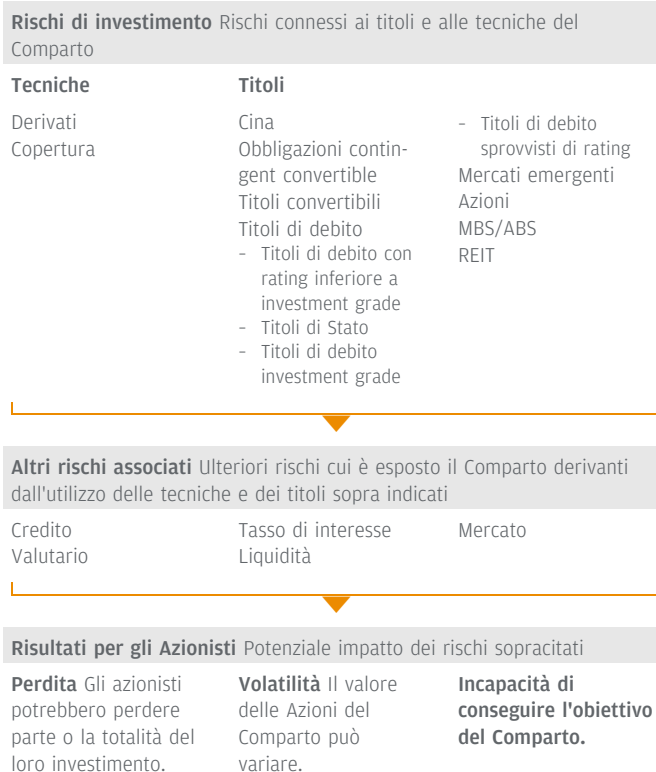 Rischi di investimento Rischi connessi ai titoli e alle tecniche del
Comparto
Tecniche
Derivati
Copertura
Titoli
Cina
Obbligazioni contin-
gent convertible
Titoli convertibili
Titoli di debito
– Titoli di debito con
rating inferiore a
investment grade
– Titoli di Stato
– Titoli di debito
investment grade
– Titoli di debito
sprovvisti di rating
Mercati emergenti
Azioni
MBS/ABS
REIT
Altri rischi associati Ulteriori rischi cui è esposto il Comparto derivanti
dall'utilizzo delle tecniche e dei titoli sopra indicati
Credito
Valutario
Tasso di interesse
Liquidità
Mercato
Risultati per gli Azionisti Potenziale impatto dei rischi sopracitati
Perdita Gli azionisti
potrebbero perdere
parte o la totalità del
loro investimento.
Volatilità Il valore
delle Azioni del
Comparto può
variare.
Incapacità di
conseguire l'obiettivo
del Comparto.